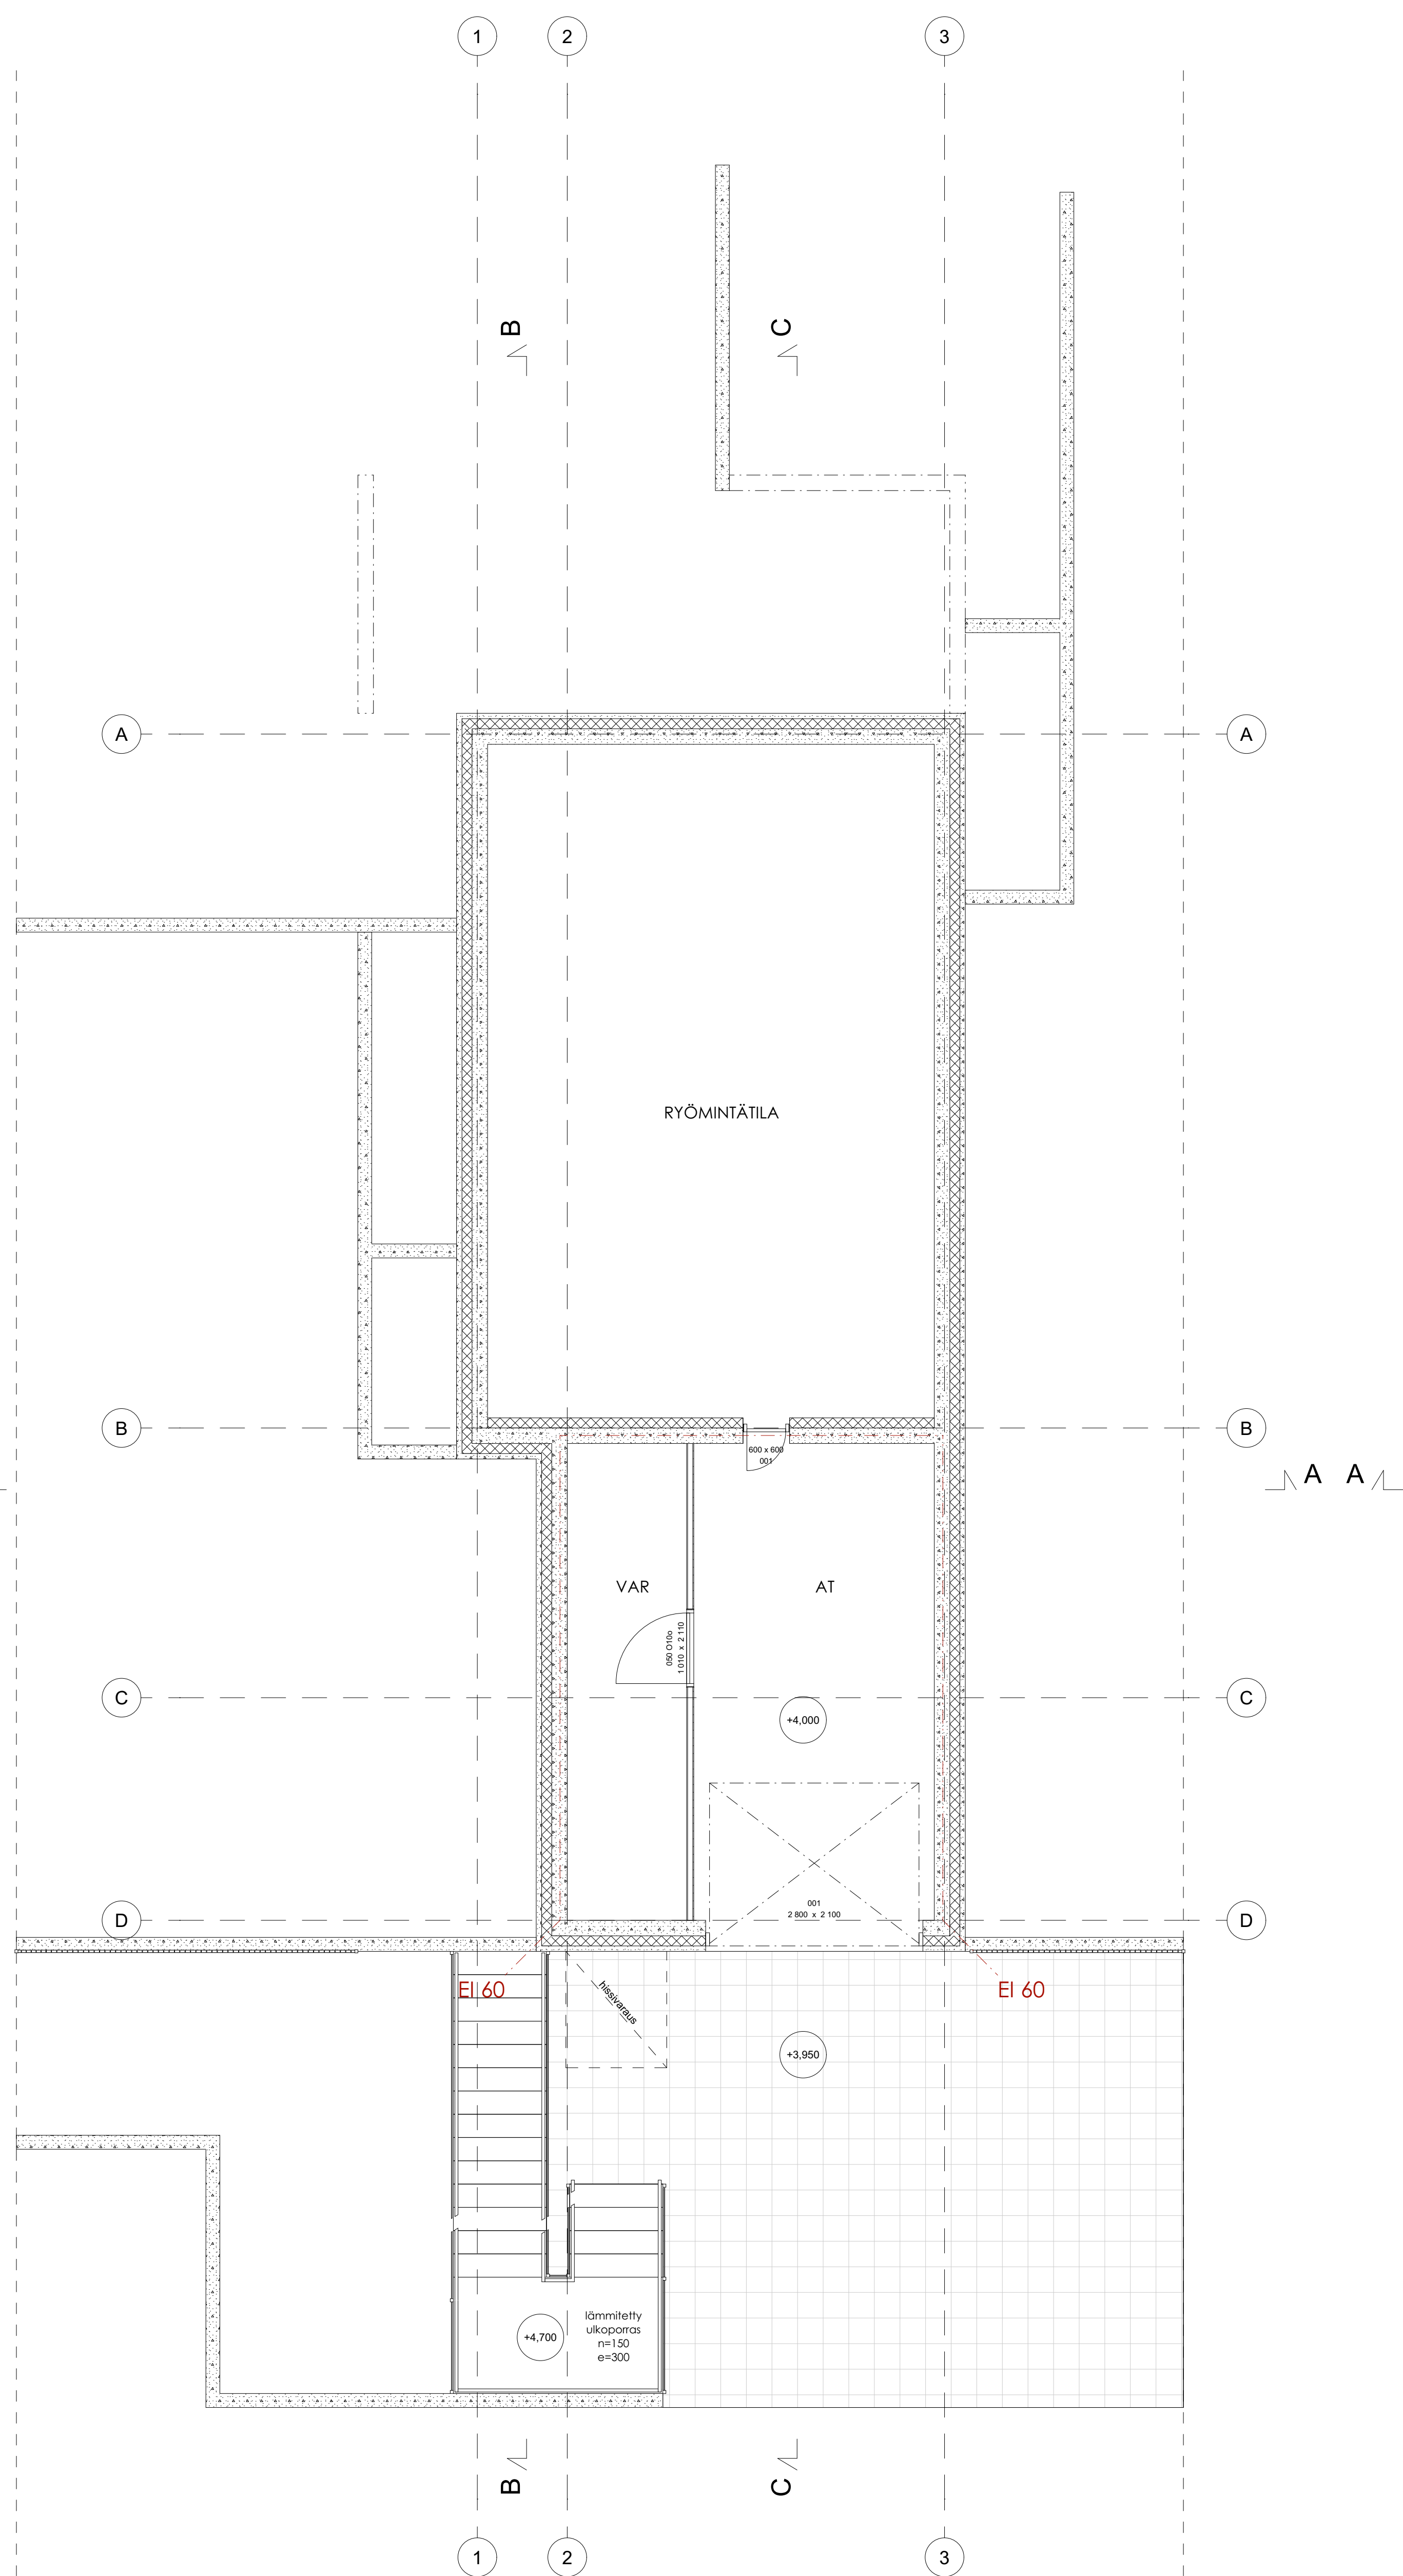 1 2 3
B C
A A
RYÖMINTÄTILA
B B
600 x 600
001
A A
VAR AT
050 O10o
1 010 x 2 110
C C
+4,000
001
2 800 x 2 100
D D
EI 60 EI 60
hissivaraus
+3,950
lämmitetty
ulkoporras
n=150
e=300
+4,700
B C
1 2 3